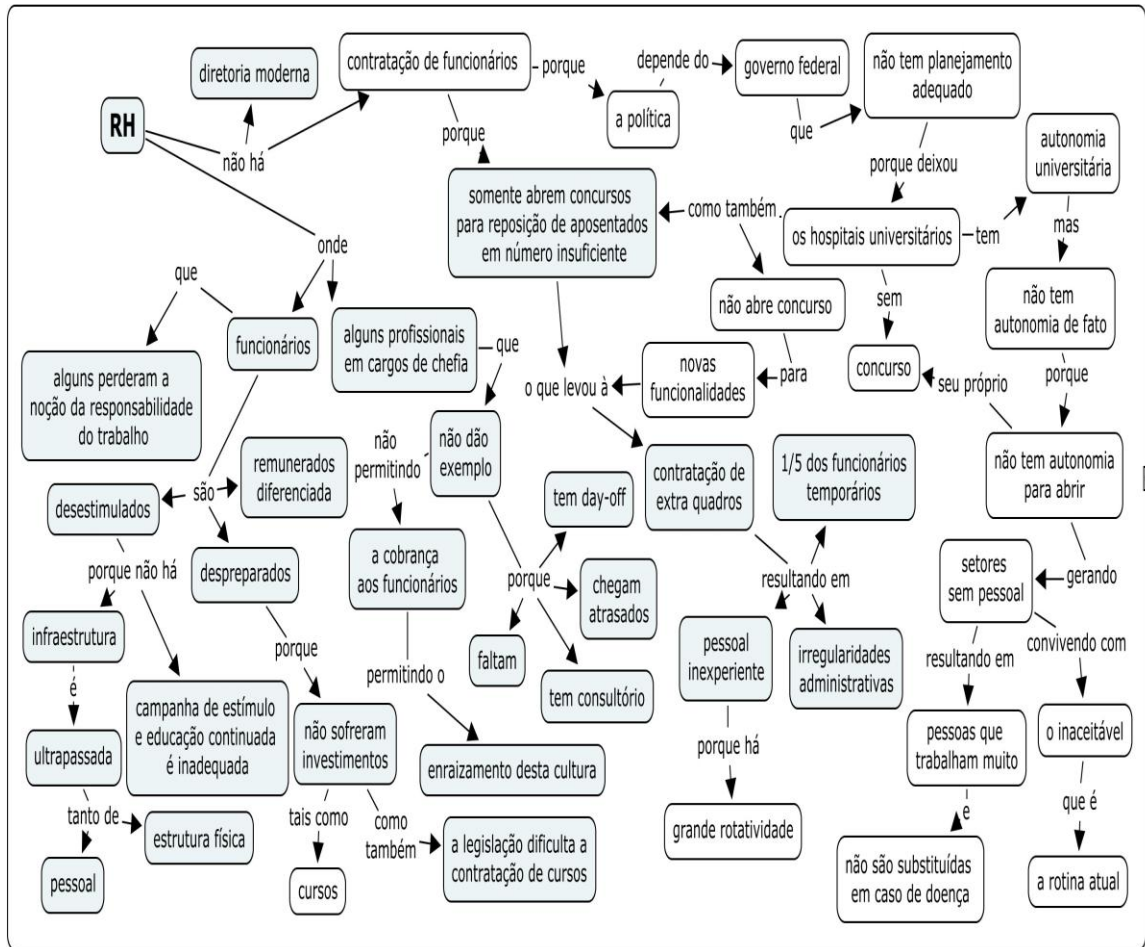 contratação de funcionários
porque
depende do
governo federal
não tem planejamento
adequado
diretoria moderna
a política
RH
não há
porque
que
autonomia
universitária
porque deixou
somente abrem concursos
para reposição de aposentados
em número insuficiente
como também
os hospitais universitários
tem
mas
onde
que
não abre concurso
sem
não tem
autonomia de fato
funcionários
alguns profissionais
em cargos de chefia
que
novas
funcionalidades
para
concurso
seu próprio
porque
alguns perderam a
noção da responsabilidade
do trabalho
o que levou à
não
permitindo
não dão
exemplo
remunerados
diferenciada
contratação de
extra quadros
1/5 dos funcionários
temporários
não tem autonomia
para abrir
desestimulados
são
tem day-off
porque não há
despreparados
a cobrança
aos funcionários
porque
chegam
atrasados
resultando em
setores
sem pessoal
gerando
infraestrutura
porque
faltam
pessoal
inexperiente
irregularidades
administrativas
resultando em
convivendo com
é
permitindo o
tem consultório
campanha de estímulo
e educação continuada
é inadequada
não sofreram
investimentos
ultrapassada
enraizamento desta cultura
porque há
pessoas que
trabalham muito
o inaceitável
tanto de
estrutura física
tais como
como
também
grande rotatividade
e
que é
a legislação dificulta a
contratação de cursos
pessoal
cursos
não são substituídas
em caso de doença
a rotina atual